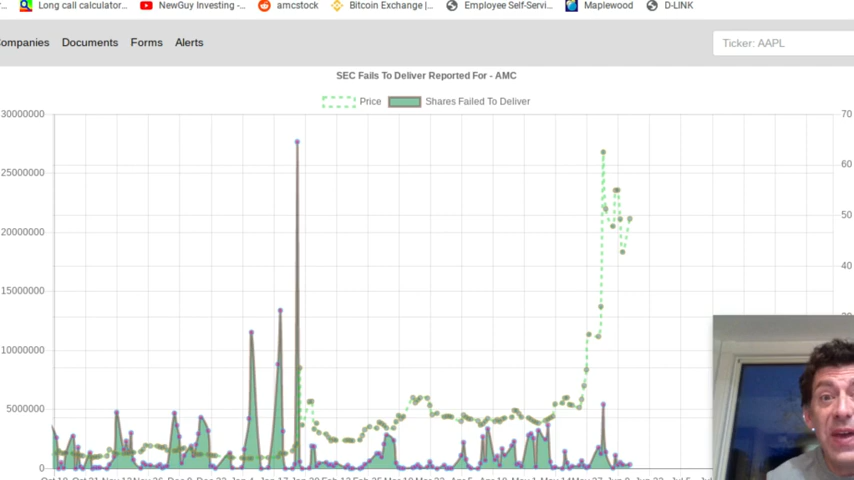 Long call calculator... NewGuy Investing -... amcstock Bitcoin Exchange |... Employee Self-Servi... Maplewood D-LINK
ompanies Documents Forms Alerts Ticker: AAPL
SEC Fails To Deliver Reported For - AMC
Price Shares Failed To Deliver
30000000 70
60
25000000
20000000 50
40
15000000
10000000
5000000
0